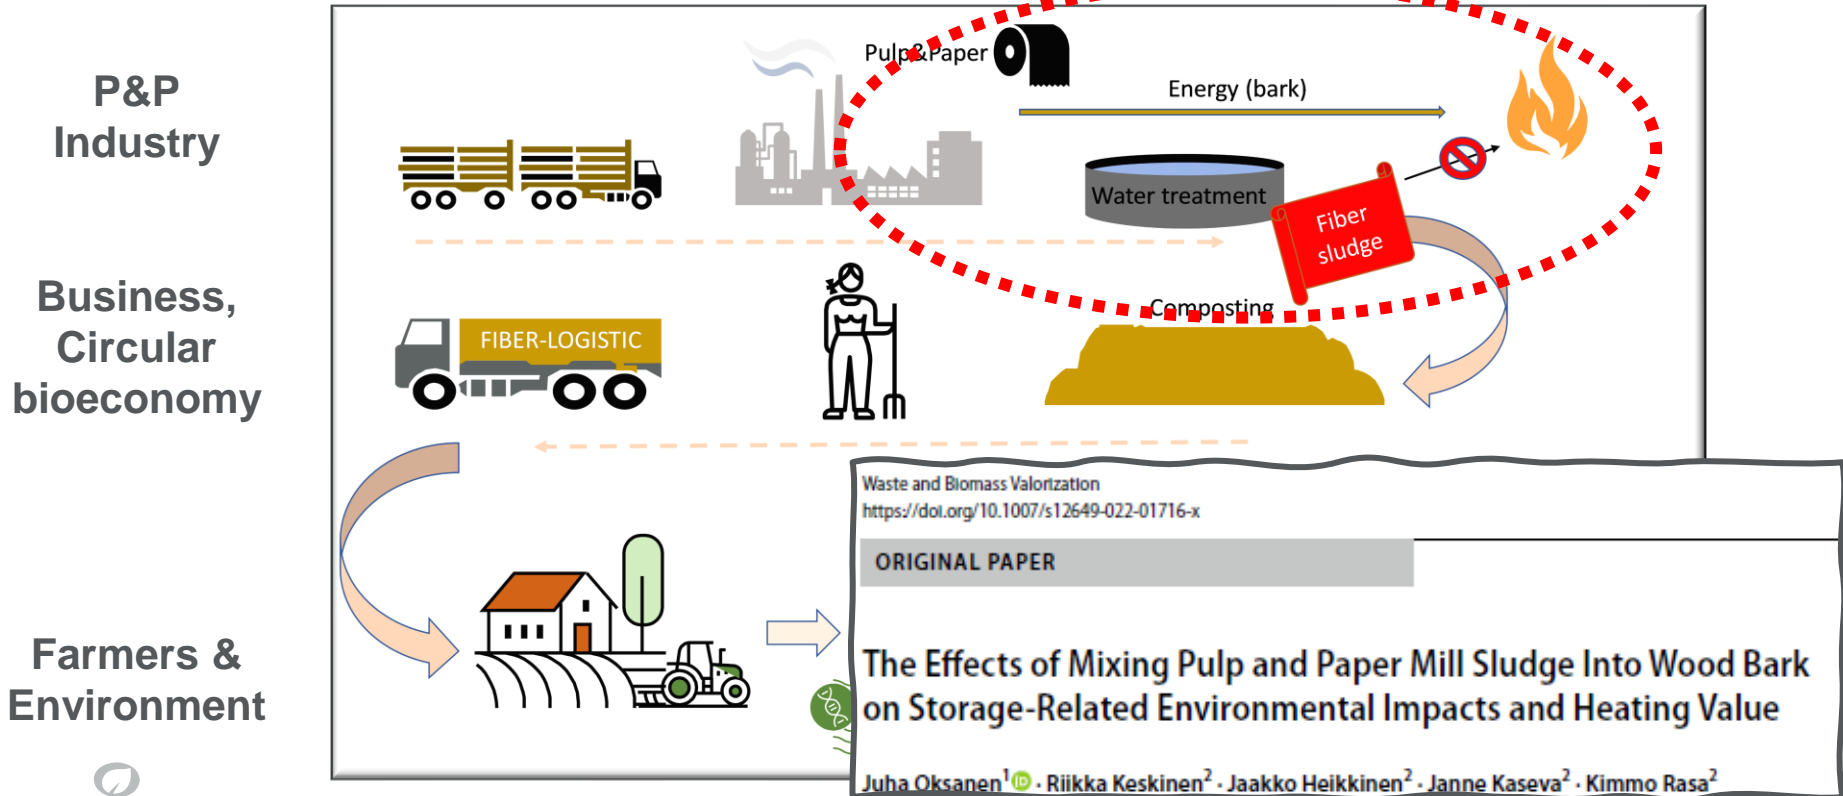 P&P
Industry
Pulp&Paper
Energy (bark)
Water treatment
Fiber
sludge
Business,
Circular
bioeconomy
FIBER-LOGISTIC
Composting
Farmers &
Environment
Waste and Biomass Valorization
https://doi.org/10.1007/s12649-022-01716-x
ORIGINAL PAPER
The Effects of Mixing Pulp and Paper Mill Sludge Into Wood Bark
on Storage-Related Environmental Impacts and Heating Value
Juha Oksanen1 iD · Riikka Keskinen2 · Jaakko Heikkinen2 · Janne Kaseva2 · Kimmo Rasa2